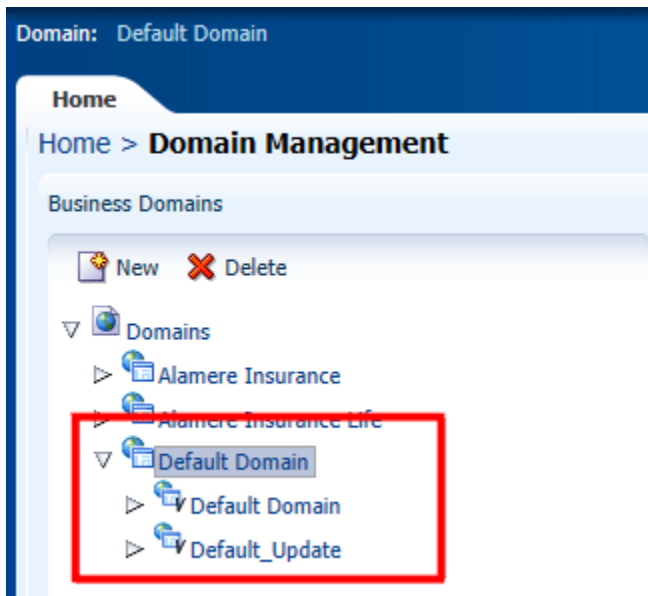 Domain: Default Domain
Home
Home > Domain Management
Business Domains
New Delete
Domains
Alamere Insurance
Alamere Insurance Life
Default Domain
Default Domain
Default_Update